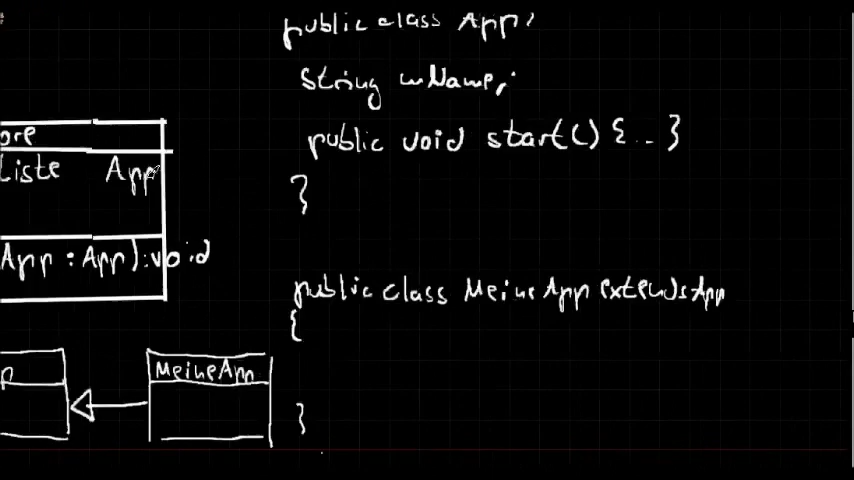 public class App{
String mName;
public void start() { .. }
}
ore
Liste App
App : App) : void
public class MeineApp extends App
{
}
p
MeineApp